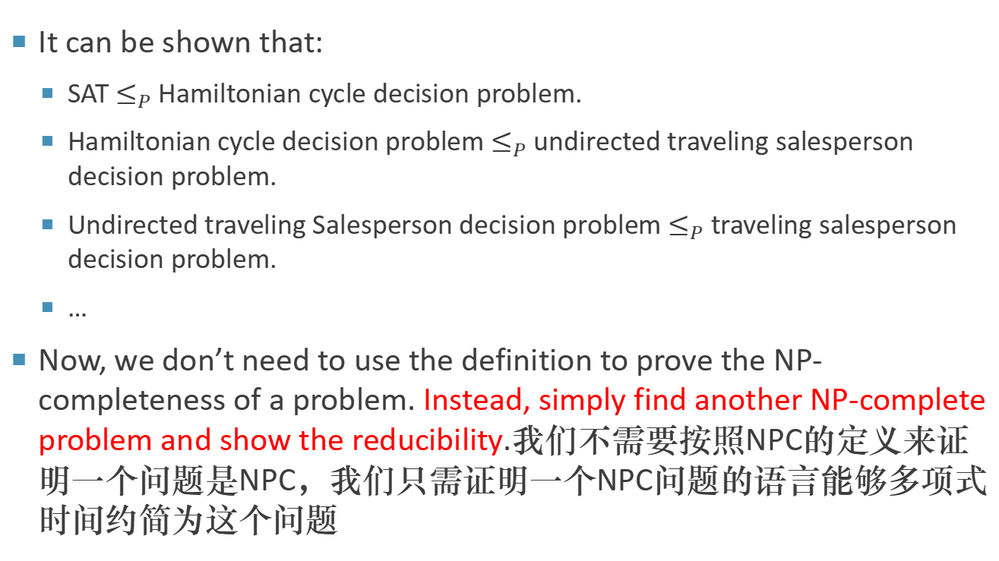 It can be shown that:
SAT ≤P Hamiltonian cycle decision problem.
Hamiltonian cycle decision problem ≤P undirected traveling salesperson
decision problem.
Undirected traveling Salesperson decision problem ≤P traveling salesperson
decision problem.
...
Now, we don’t need to use the definition to prove the NP-
completeness of a problem. Instead, simply find another NP-complete
problem and show the reducibility.我们不需要按照NPC的定义来证
明一个问题是NPC，我们只需证明一个NPC问题的语言能够多项式
时间约简为这个问题